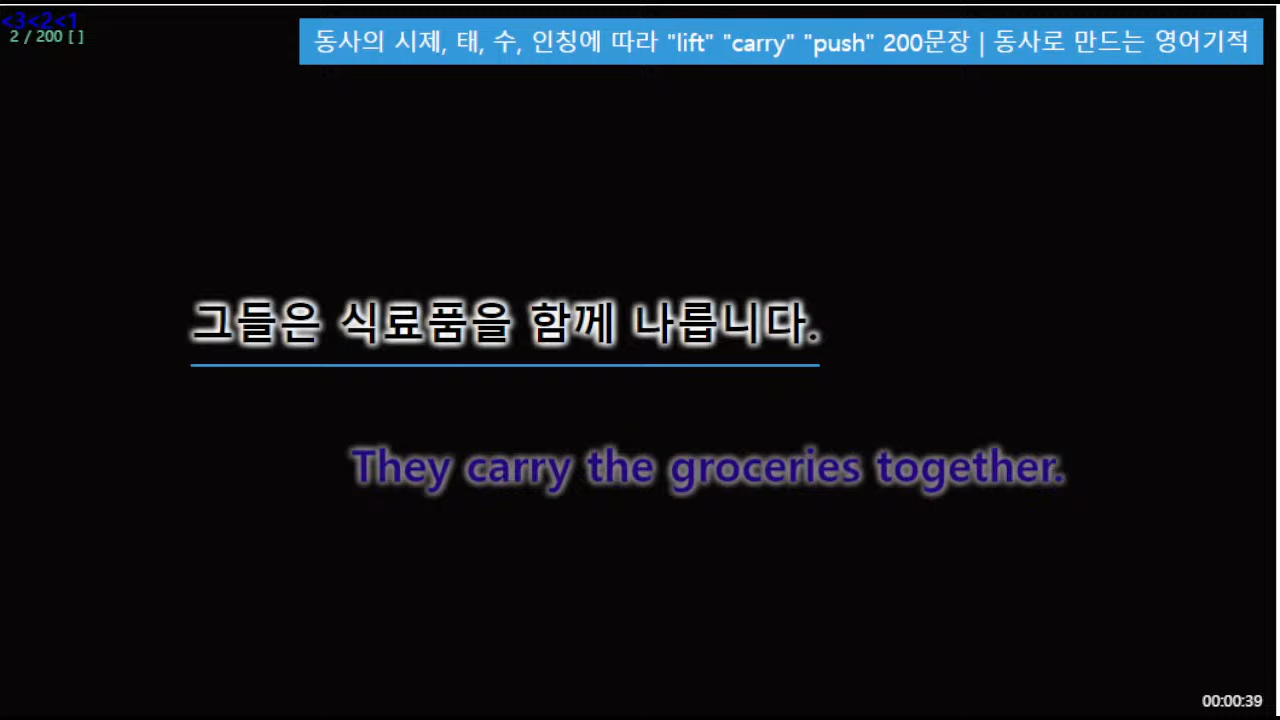 <3<2<1
2 / 200 [ ]
동사의 시제, 태, 수, 인칭에 따라 "lift" "carry" "push" 200문장 | 동사로 만드는 영어기적
그들은 식료품을 함께 나릅니다.
They carry the groceries together.
00:00:39